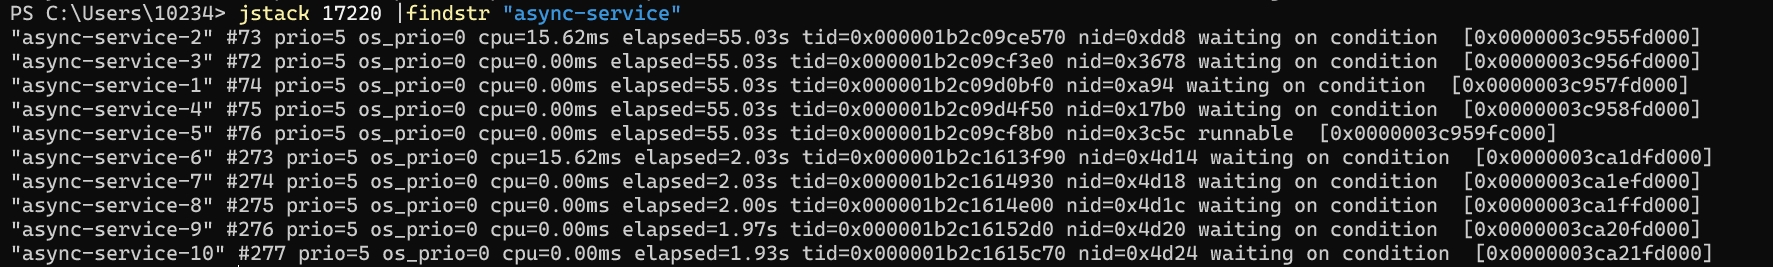 PS C:\Users\10234> jstack 17220 |findstr "async-service"
"async-service-2" #73 prio=5 os_prio=0 cpu=15.62ms elapsed=55.03s tid=0x000001b2c09ce570 nid=0xdd8 waiting on condition  [0x0000003c955fd000]
"async-service-3" #72 prio=5 os_prio=0 cpu=0.00ms elapsed=55.03s tid=0x000001b2c09cf3e0 nid=0x3678 waiting on condition  [0x0000003c956fd000]
"async-service-1" #74 prio=5 os_prio=0 cpu=0.00ms elapsed=55.03s tid=0x000001b2c09d0bf0 nid=0xa94 waiting on condition  [0x0000003c957fd000]
"async-service-4" #75 prio=5 os_prio=0 cpu=0.00ms elapsed=55.03s tid=0x000001b2c09d4f50 nid=0x17b0 waiting on condition  [0x0000003c958fd000]
"async-service-5" #76 prio=5 os_prio=0 cpu=0.00ms elapsed=55.03s tid=0x000001b2c09cf8b0 nid=0x3c5c runnable  [0x0000003c959fc000]
"async-service-6" #273 prio=5 os_prio=0 cpu=15.62ms elapsed=2.03s tid=0x000001b2c1613f90 nid=0x4d14 waiting on condition  [0x0000003ca1dfd000]
"async-service-7" #274 prio=5 os_prio=0 cpu=0.00ms elapsed=2.03s tid=0x000001b2c1614930 nid=0x4d18 waiting on condition  [0x0000003ca1efd000]
"async-service-8" #275 prio=5 os_prio=0 cpu=0.00ms elapsed=2.00s tid=0x000001b2c1614e00 nid=0x4d1c waiting on condition  [0x0000003ca1ffd000]
"async-service-9" #276 prio=5 os_prio=0 cpu=0.00ms elapsed=1.97s tid=0x000001b2c16152d0 nid=0x4d20 waiting on condition  [0x0000003ca20fd000]
"async-service-10" #277 prio=5 os_prio=0 cpu=0.00ms elapsed=1.93s tid=0x000001b2c1615c70 nid=0x4d24 waiting on condition  [0x0000003ca21fd000]